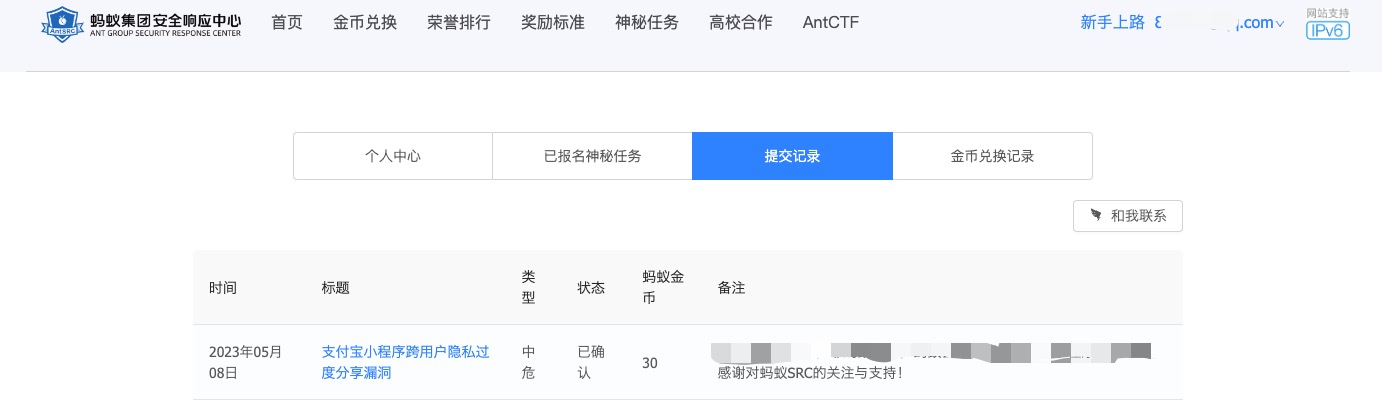 蚂蚁集团安全响应中心
ANT GROUP SECURITY RESPONSE CENTER
AntSRC
首页 金币兑换 荣誉排行 奖励标准 神秘任务 高校合作 AntCTF
新手上路 8 q.com
网站支持
IPv6
个人中心 已报名神秘任务 提交记录 金币兑换记录
和我联系
时间 标题 类型 状态 蚂蚁金币 备注
2023年05月 支付宝小程序跨用户隐私过 中 已确 30
08日 度分享漏洞 危 认 感谢对蚂蚁SRC的关注与支持!